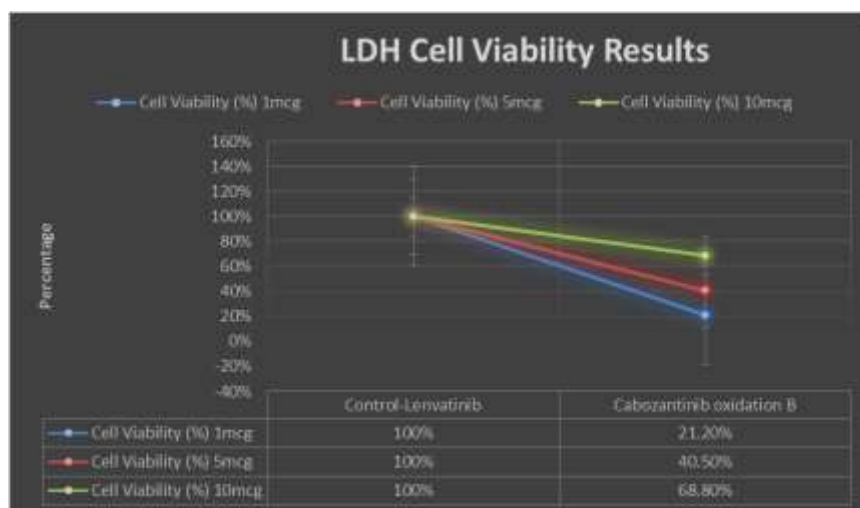 LDH Cell Viability Results
Cell Viability (%) 1mcg Cell Viability (%) 5mcg Cell Viability (%) 10mcg
160%
140%
120%
100%
80%
60%
40%
20%
0%
-20%
-40%
Percentage
Control-Lenvatinib Cabozantinib oxidation B
Cell Viability (%) 1mcg 100% 21.20%
Cell Viability (%) 5mcg 100% 40.50%
Cell Viability (%) 10mcg 100% 68.80%